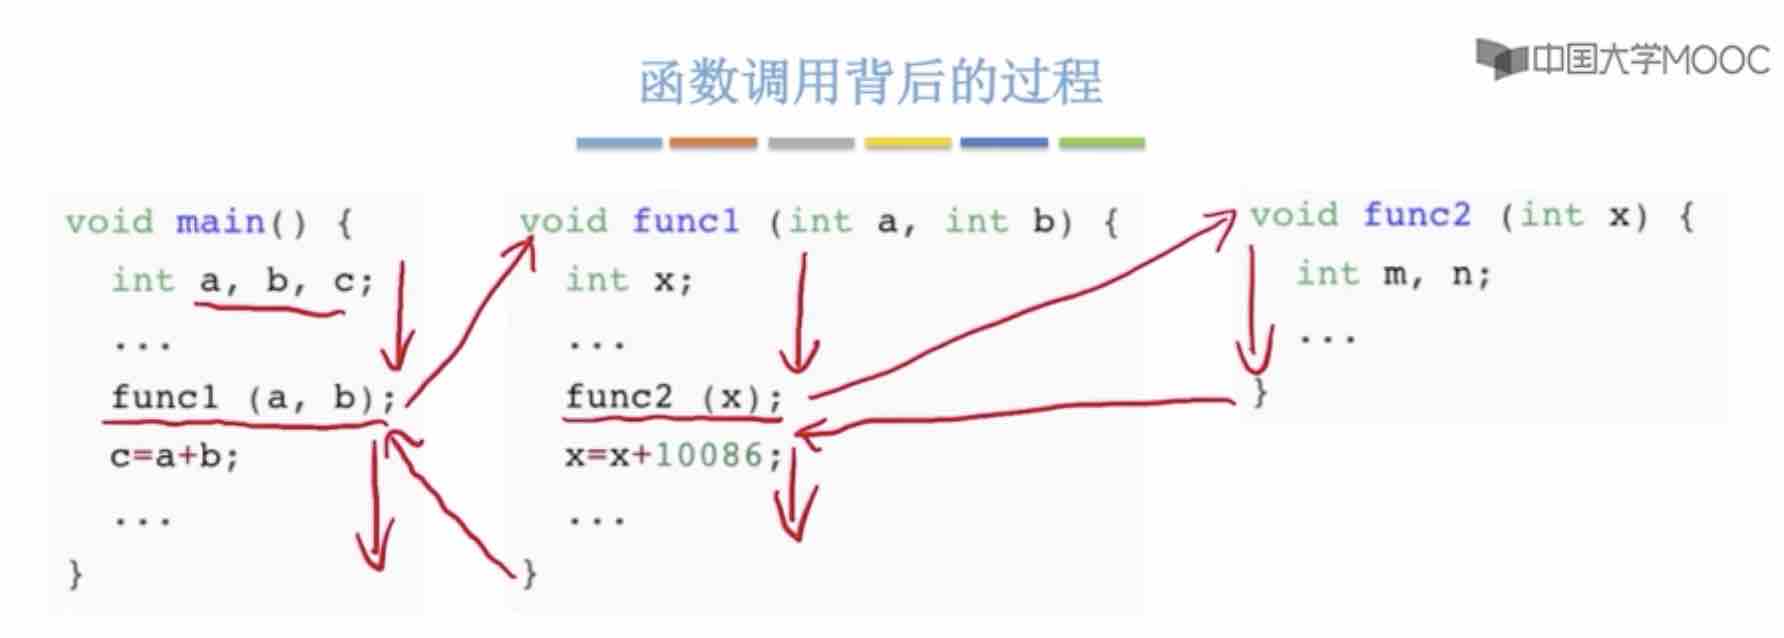 函数调用背后的过程
中国大学MOOC
void main() {
int a, b, c;
...
func1 (a, b);
c=a+b;
...
}
void func1 (int a, int b) {
int x;
...
func2 (x);
x=x+10086;
...
}
void func2 (int x) {
int m, n;
...
}